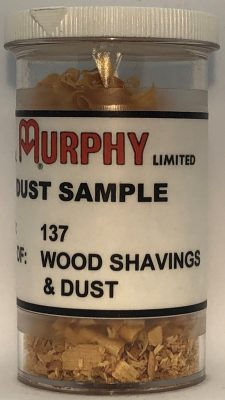 MURPHY LIMITED
DUST SAMPLE
137
OF: WOOD SHAVINGS
& DUST